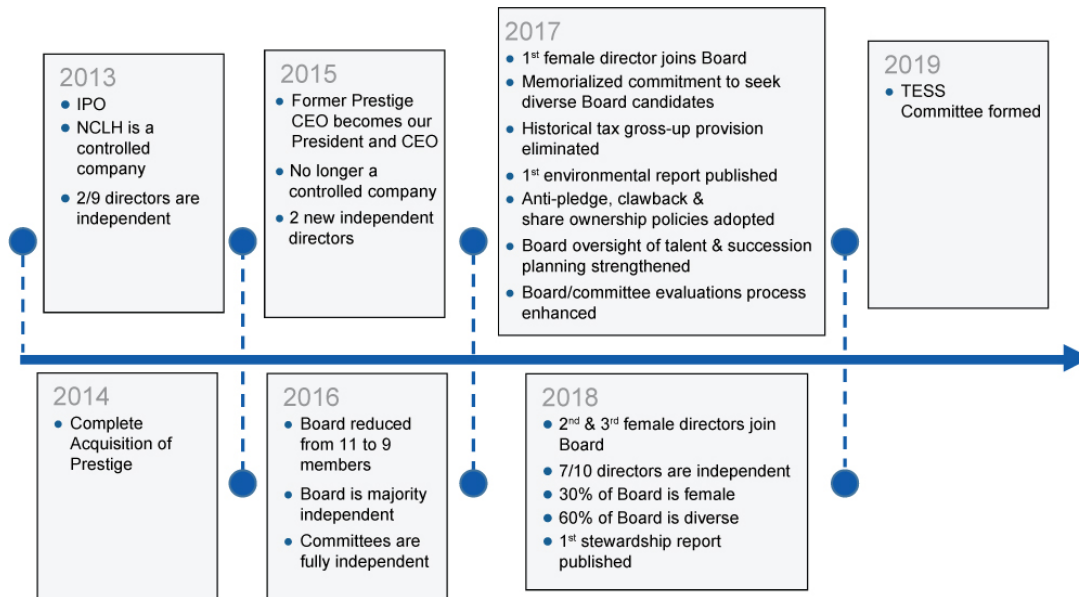 2013
• IPO
• NCLH is a
controlled
company
• 2/9 directors are
independent
2014
• Complete
Acquisition of
Prestige
2015
• Former Prestige
CEO becomes our
President and CEO
• No longer a
controlled company
• 2 new independent
directors
2016
• Board reduced
from 11 to 9
members
• Board is majority
independent
• Committees are
fully independent
2017
• 1st female director joins Board
• Memorialized commitment to seek
diverse Board candidates
• Historical tax gross-up provision
eliminated
• 1st environmental report published
• Anti-pledge, clawback &
share ownership policies adopted
• Board oversight of talent & succession
planning strengthened
• Board/committee evaluations process
enhanced
2018
• 2nd & 3rd female directors join
Board
• 7/10 directors are independent
• 30% of Board is female
• 60% of Board is diverse
• 1st stewardship report
published
2019
• TESS
Committee formed